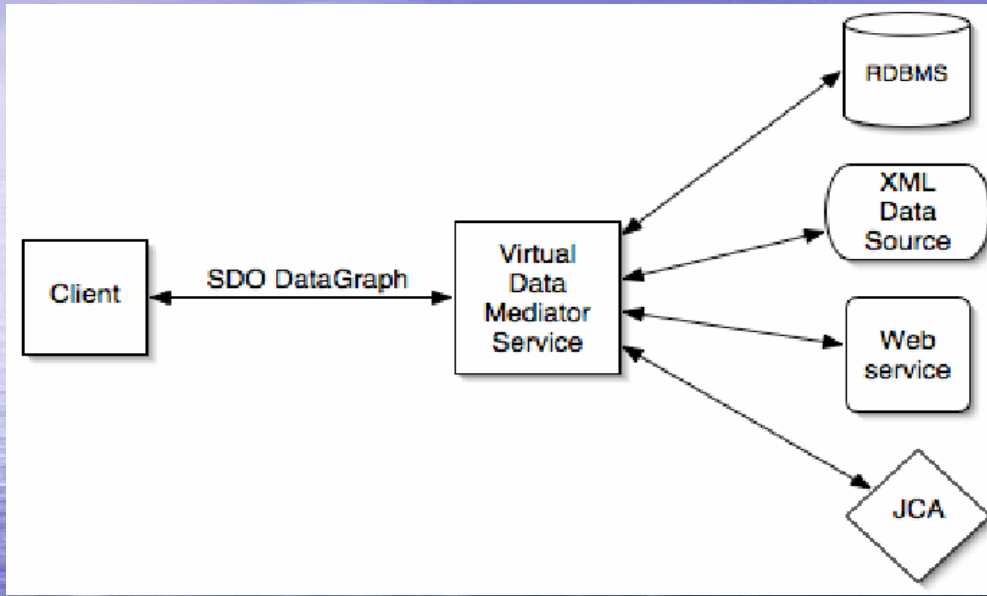 RDBMS
XML
Data
Source
Virtual
Data
Mediator
Service
SDO DataGraph
Client
Web
service
JCA